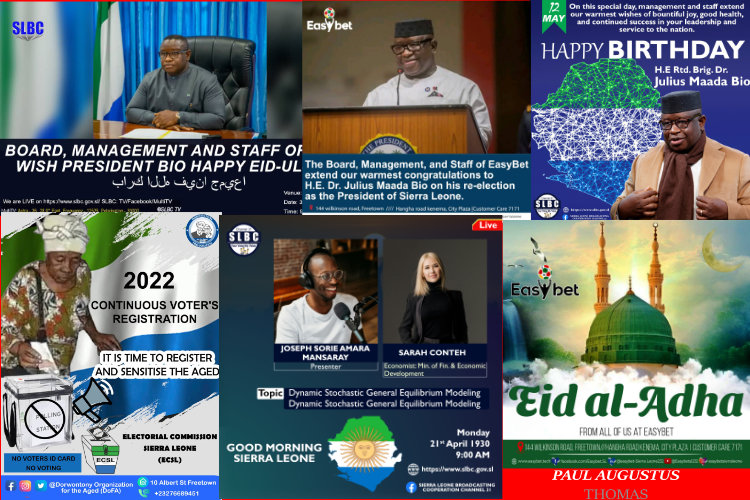 SLBC
BOARD, MANAGEMENT AND STAFF OF
WISH PRESIDENT BIO HAPPY EID-UL
We are LIVE on https://www.slbc.gov.sl SLBC: TV/Facebook/MultiTV
@SLBC TV
Easybet
The Board, Management, and Staff of EasyBet
extend our warmest congratulations to
H.E. Dr. Julius Maada Bio on his re-election
as the President of Sierra Leone.
144 wilkinson road, Freetown /// Hangha road kenema, City Plaza |Customer Care 7171
12
MAY
On this special day, management and staff extend
our warmest wishes of bountiful joy, good health,
and continued success in your leadership and
service to the nation.
HAPPY BIRTHDAY
H.E Rtd. Brig. Dr.
Julius Maada Bio
SLBC
2022
CONTINUOUS VOTER'S
REGISTRATION
IT IS TIME TO REGISTER
AND SENSITISE THE AGED
POLLING
STATION
ECSL
NO VOTERS ID CARD
NO VOTING
ELECTORIAL COMMISSION
SIERRA LEONE
(ECSL)
@Dorwontony Organization
for the Aged (DoFA)
10 Albert St Freetown
+23276689451
SLBC
Live
JOSEPH SORIE AMARA
MANSARAY
Presenter
SARAH CONTEH
Economist: Min. of Fin. & Economic
Development
Topic
Dynamic Stochastic General Equilibrium Modeling
Dynamic Stochastic General Equilibrium Modeling
GOOD MORNING
SIERRA LEONE
Monday
21st April 1930
9:00 AM
https://www.slbc.gov.sl
SIERRA LEONE BROADCASTING
COOPERATION CHANNEL 31
Easybet
Eid al-Adha
FROM ALL OF US AT EASYBET
144 WILKINSON ROAD, FREETOWN///HANGHA ROAD KENEMA, CITY PLAZA | CUSTOMER CARE 7171
PAUL AUGUSTUS
THOMAS